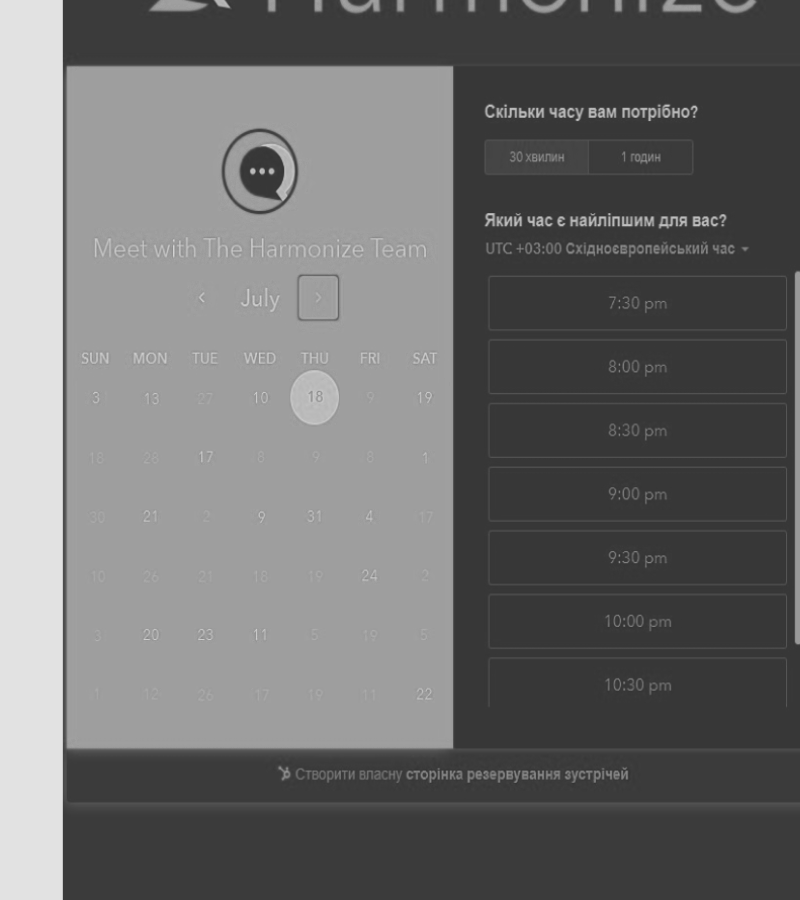 Harmonize
Meet with The Harmonize Team
July
SUN MON TUE WED THU FRI SAT
3 13 27 10 18 9 19
18 28 17 8 9 8 1
30 21 2 9 31 4 17
10 26 21 18 19 24 2
3 20 23 11 5 19 5
1 12 26 17 19 11 22
Скільки часу вам потрібно?
30 хвилин 1 годин
Який час є найліпшим для вас?
UTC +03:00 Східноєвропейський час
7:30 pm
8:00 pm
8:30 pm
9:00 pm
9:30 pm
10:00 pm
10:30 pm
Створити власну сторінка резервування зустрічей